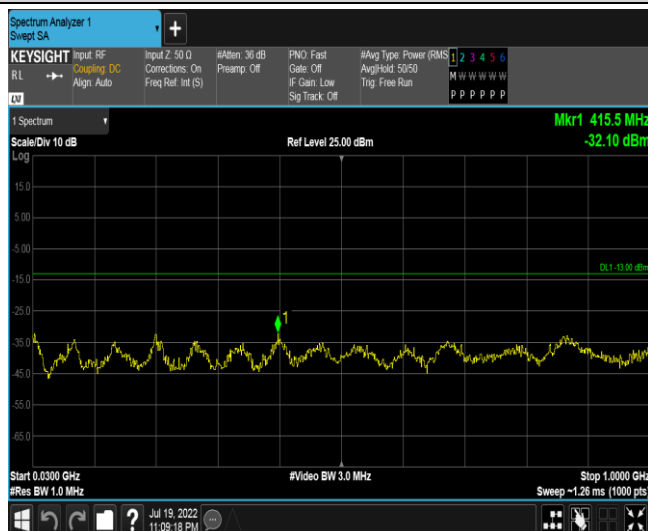 Spectrum Analyzer 1
Swept SA
+
KEYSIGHT
RL
LXI
Input: RF
Coupling: DC
Align: Auto
Input Z: 50 Ω
Corrections: On
Freq Ref: Int (S)
#Atten: 36 dB
Preamp: Off
PNO: Fast
Gate: Off
IF Gain: Low
Sig Track: Off
#Avg Type: Power (RMS
Avg|Hold: 50/50
Trig: Free Run
1 2 3 4 5 6
M W W W W W
P P P P P P
1 Spectrum
Mkr1 415.5 MHz
-32.10 dBm
Scale/Div 10 dB
Ref Level 25.00 dBm
Log
15.0
5.00
-5.00
DL1 -13.00 dBm
-15.0
-25.0
1
-35.0
-45.0
-55.0
-65.0
Start 0.0300 GHz
#Video BW 3.0 MHz
Stop 1.0000 GHz
#Res BW 1.0 MHz
Sweep ~1.26 ms (1000 pts)
?
Jul 19, 2022
11:09:18 PM